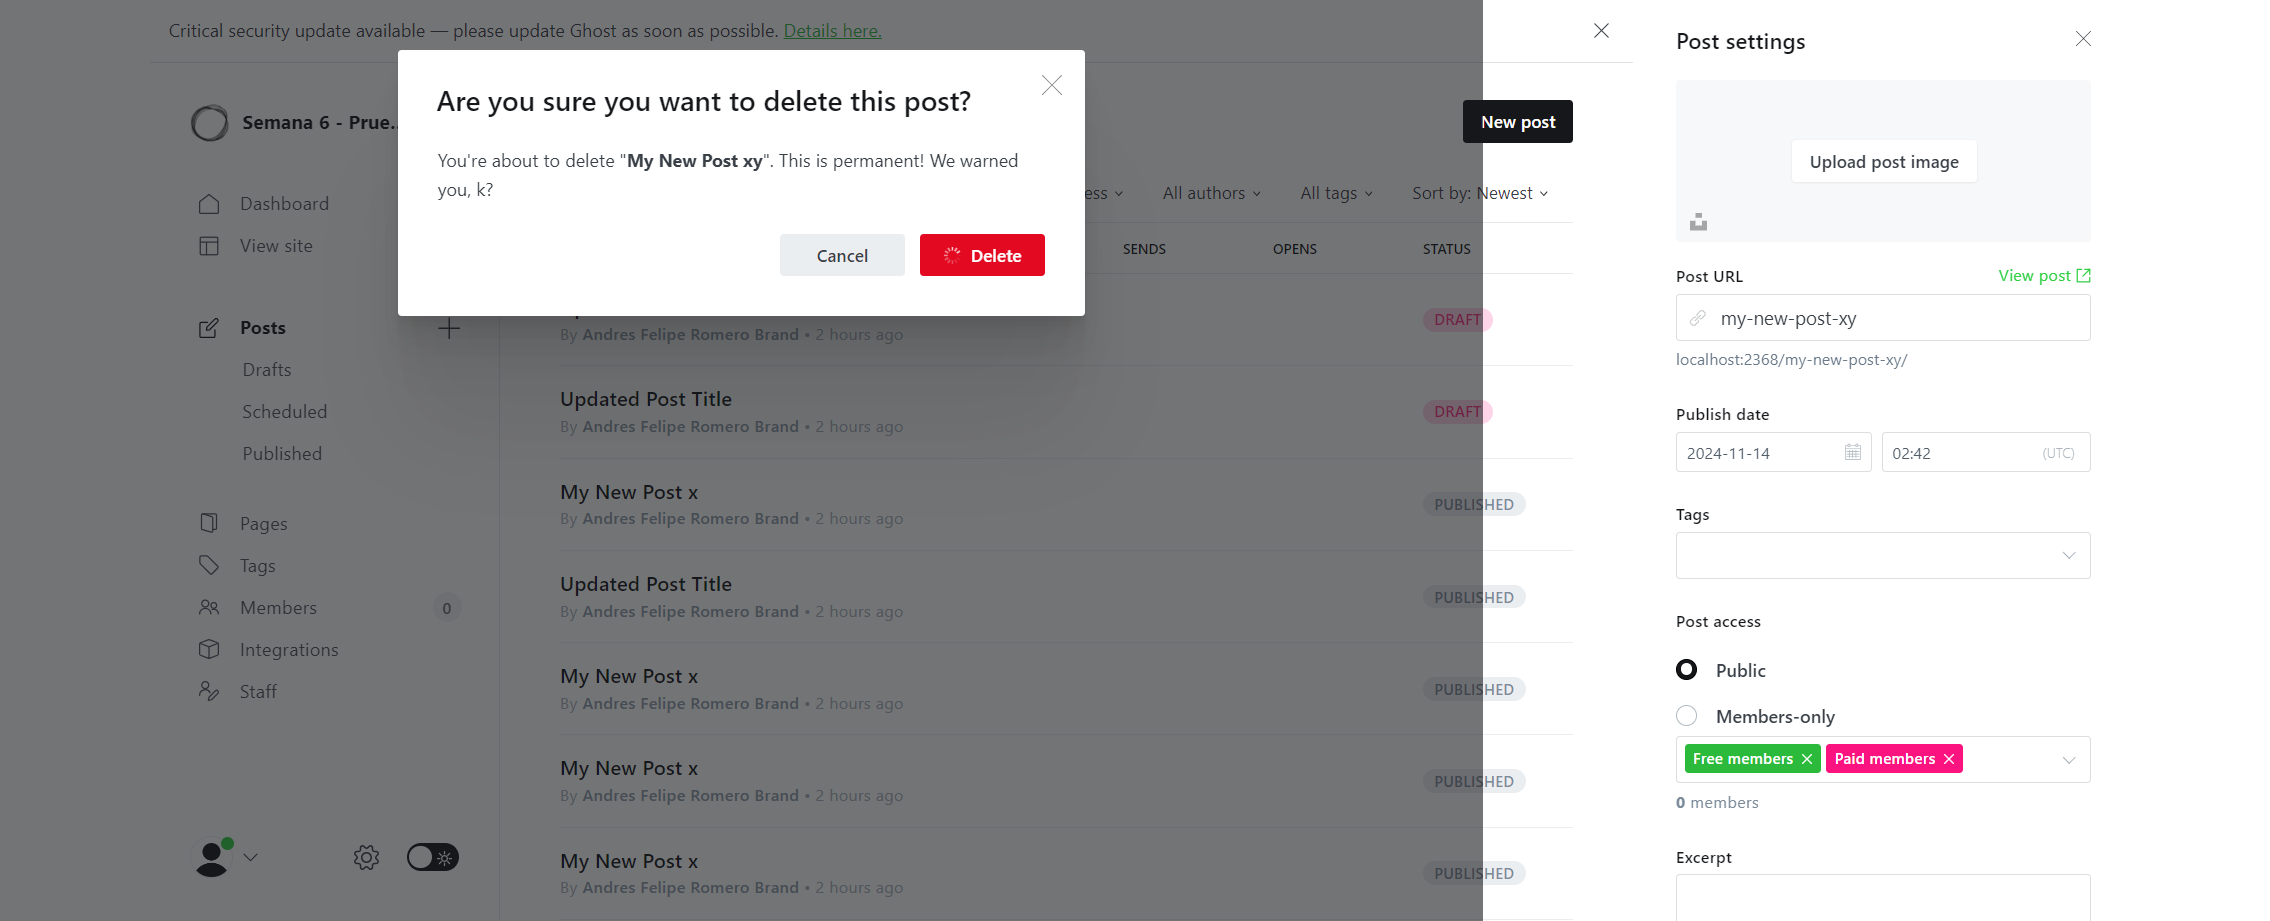 Critical security update available — please update Ghost as soon as possible. Details here.
Are you sure you want to delete this post?
You're about to delete "My New Post xy". This is permanent! We warned
you, k?
Cancel
Delete
Semana 6 - Prue..
Dashboard
View site
Posts
Drafts
Scheduled
Published
Pages
Tags
Members 0
Integrations
Staff
New post
All authors
All tags
Sort by: Newest
SENDS OPENS STATUS
By Andres Felipe Romero Brand • 2 hours ago
DRAFT
Updated Post Title
By Andres Felipe Romero Brand • 2 hours ago
DRAFT
My New Post x
By Andres Felipe Romero Brand • 2 hours ago
PUBLISHED
Updated Post Title
By Andres Felipe Romero Brand • 2 hours ago
PUBLISHED
My New Post x
By Andres Felipe Romero Brand • 2 hours ago
PUBLISHED
My New Post x
By Andres Felipe Romero Brand • 2 hours ago
PUBLISHED
My New Post x
By Andres Felipe Romero Brand • 2 hours ago
PUBLISHED
Post settings
Upload post image
Post URL
View post
my-new-post-xy
localhost:2368/my-new-post-xy/
Publish date
2024-11-14
02:42 (UTC)
Tags
Post access
Public
Members-only
Free members
Paid members
0 members
Excerpt